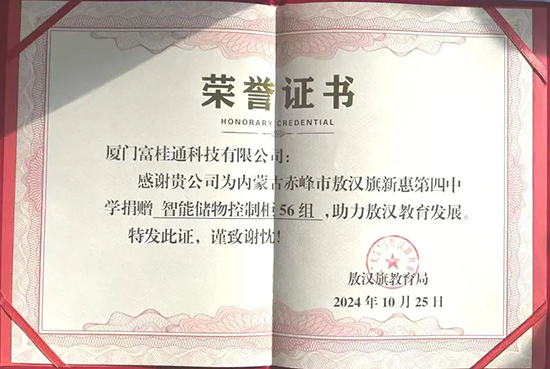 荣誉证书
HONORARY CREDENTIAL
厦门富桂通科技有限公司：
感谢贵公司为内蒙古赤峰市敖汉旗新惠第四中
学捐赠 智能储物控制柜56组，助力敖汉教育发展。
特发此证，谨致谢忱！
敖汉旗教育局
2024年10月25日